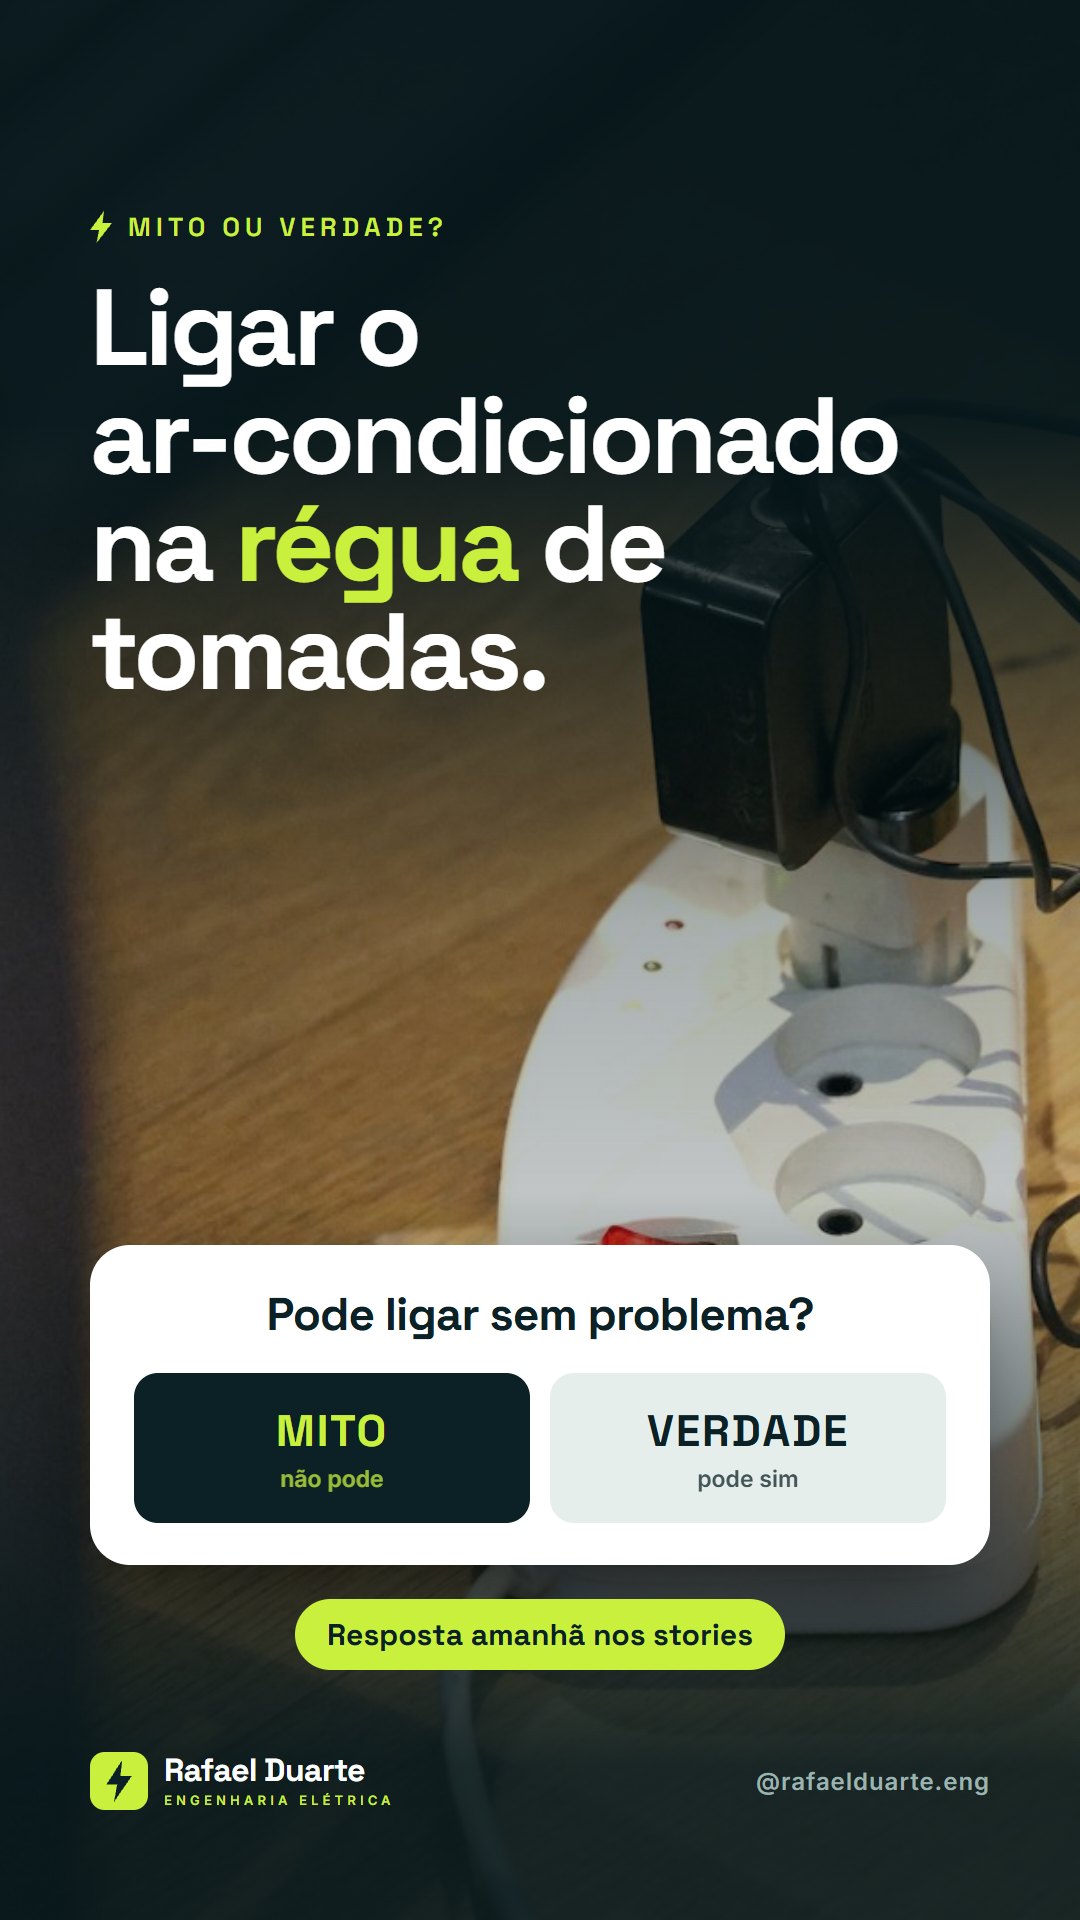 MITO OU VERDADE?
Ligar o
ar-condicionado
na régua de
tomadas.
Pode ligar sem problema?
MITO
não pode
VERDADE
pode sim
Resposta amanhã nos stories
Rafael Duarte
ENGENHARIA ELÉTRICA
@rafaelduarte.eng